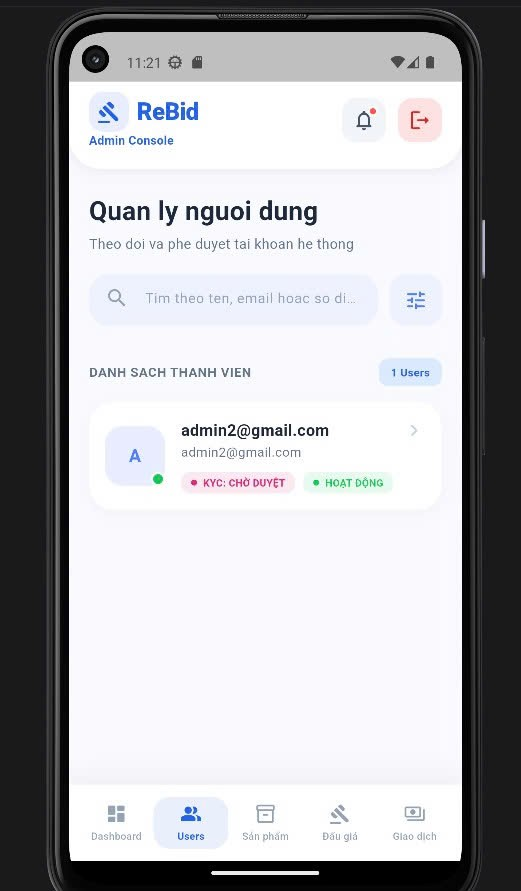 11:21
ReBid
Admin Console
Quan ly nguoi dung
Theo doi va phe duyet tai khoan he thong
Tim theo ten, email hoac so di...
DANH SACH THANH VIEN
1 Users
A
admin2@gmail.com
admin2@gmail.com
KYC: CHỜ DUYỆT
HOẠT ĐỘNG
Dashboard
Users
Sản phẩm
Đấu giá
Giao dịch